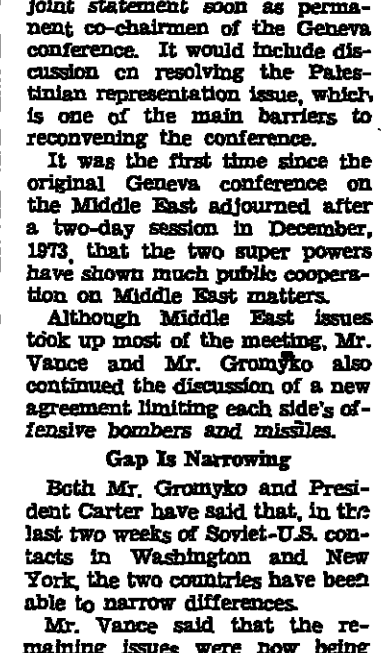 joint statement soon as perma-
nent co-chairmen of the Geneva
conference. It would include dis-
cussion cn resolving the Pales-
tinian representation issue, which
is one of the main barriers to
reconvening the conference.
It was the first time since the
original Geneva conference on
the Middle East adjourned after
a two-day session in December,
1973, that the two super powers
have shown much public coopera-
tion on Middle East matters.
Although Middle East issues
took up most of the meeting, Mr.
Vance and Mr. Gromyko also
continued the discussion of a new
agreement limiting each side's of-
fensive bombers and missiles.
Gap Is Narrowing
Both Mr. Gromyko and Presi-
dent Carter have said that, in the
last two weeks of Soviet-U.S. con-
tacts in Washington and New
York, the two countries have been
able to narrow differences.
Mr. Vance said that the re-
maining issues were now being